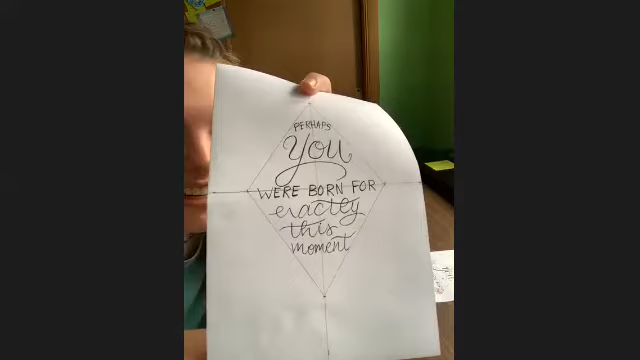 PERHAPS
you
WERE BORN FOR
exactly
this
moment